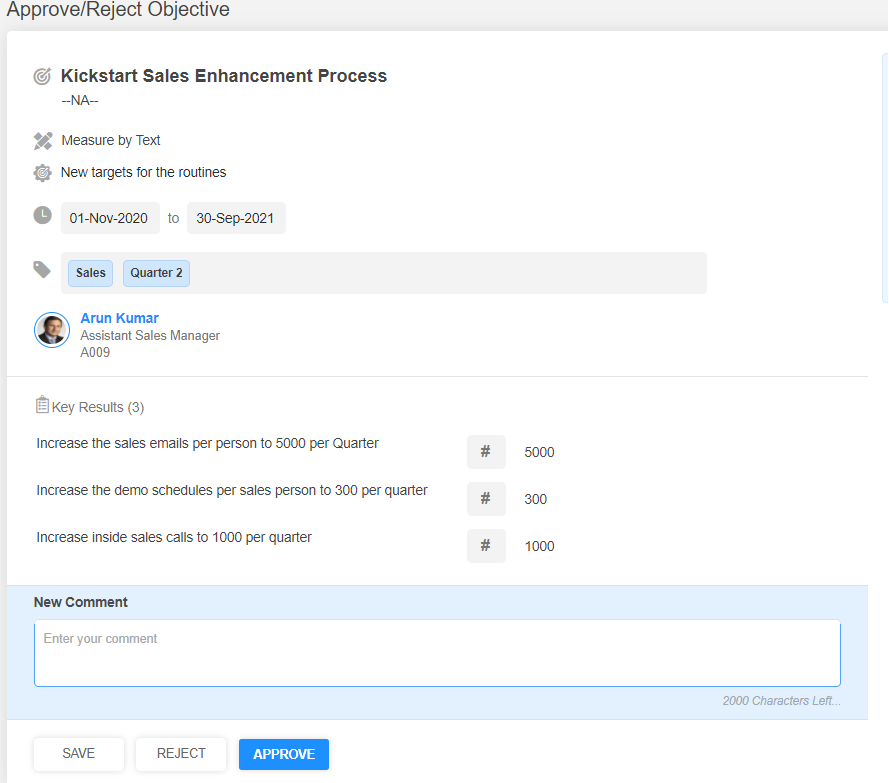 Approve/Reject Objective
Kickstart Sales Enhancement Process
--NA--
Measure by Text
New targets for the routines
01-Nov-2020 to 30-Sep-2021
Sales Quarter 2
Arun Kumar
Assistant Sales Manager
A009
Key Results (3)
Increase the sales emails per person to 5000 per Quarter # 5000
Increase the demo schedules per sales person to 300 per quarter # 300
Increase inside sales calls to 1000 per quarter # 1000
New Comment
Enter your comment
2000 Characters Left...
SAVE REJECT APPROVE